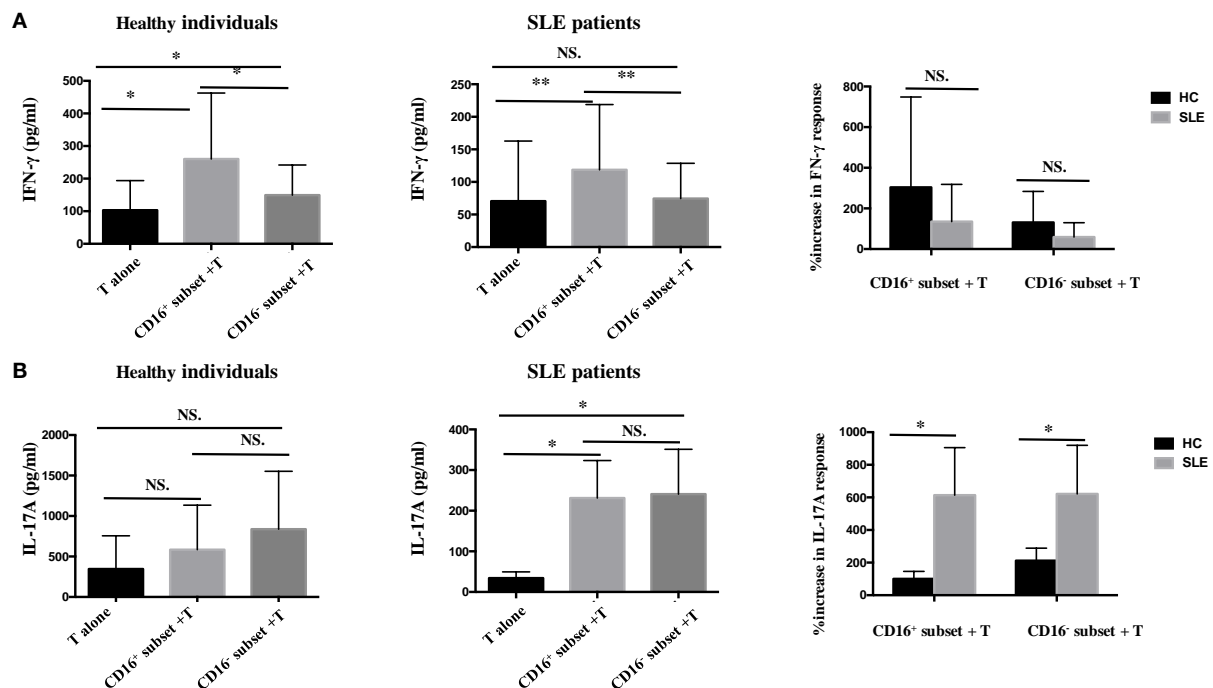 A
Healthy individuals
*
*
*
IFN-γ (pg/ml)
500
400
300
200
100
0
T alone
CD16⁺ subset +T
CD16⁻ subset +T
SLE patients
NS.
**
**
IFN-γ (pg/ml)
250
200
150
100
50
0
T alone
CD16⁺ subset +T
CD16⁻ subset +T
NS.
NS.
%increase in FN-γ response
800
600
400
200
0
CD16⁺ subset + T
CD16⁻ subset + T
HC
SLE
B
Healthy individuals
NS.
NS.
NS.
IL-17A (pg/ml)
2000
1500
1000
500
0
T alone
CD16⁺ subset +T
CD16⁻ subset +T
SLE patients
*
*
NS.
IL-17A (pg/ml)
400
300
200
100
0
T alone
CD16⁺ subset +T
CD16⁻ subset +T
*
*
%increase in IL-17A response
1000
800
600
400
200
0
CD16⁺ subset + T
CD16⁻ subset + T
HC
SLE